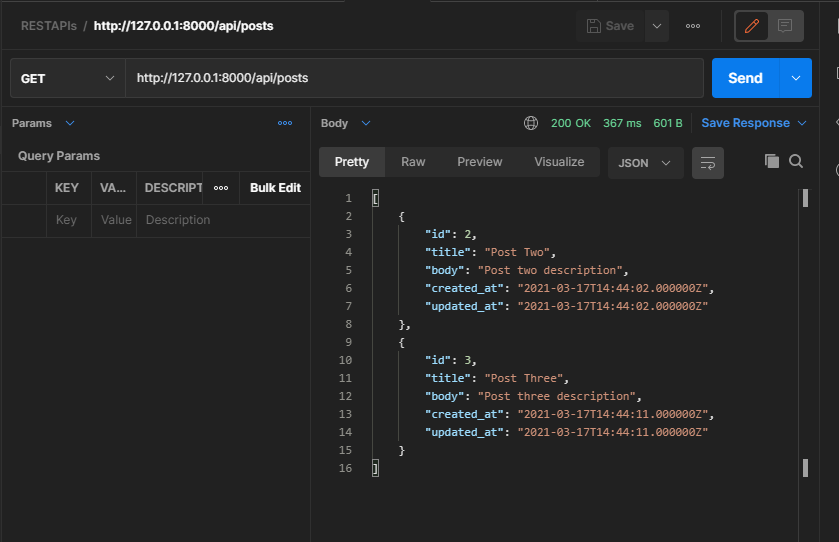 RESTAPIs / http://127.0.0.1:8000/api/posts Save
GET http://127.0.0.1:8000/api/posts Send
Params
Query Params
KEY VA... DESCRIPT Bulk Edit
Key Value Description
Body 200 OK 367 ms 601 B Save Response
Pretty Raw Preview Visualize JSON
1 [
2 {
3 "id": 2,
4 "title": "Post Two",
5 "body": "Post two description",
6 "created_at": "2021-03-17T14:44:02.000000Z",
7 "updated_at": "2021-03-17T14:44:02.000000Z"
8 },
9 {
10 "id": 3,
11 "title": "Post Three",
12 "body": "Post three description",
13 "created_at": "2021-03-17T14:44:11.000000Z",
14 "updated_at": "2021-03-17T14:44:11.000000Z"
15 }
16 ]